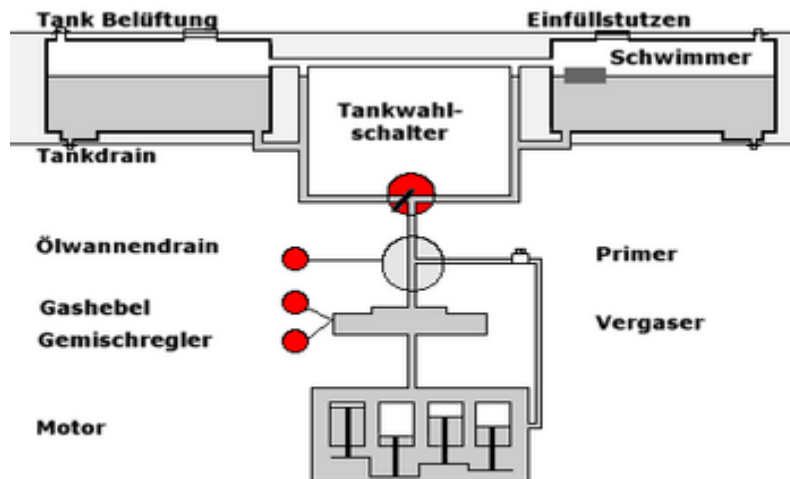 Tank Belüftung
Einfüllstutzen
Schwimmer
Tankwahl-
schalter
Tankdrain
Ölwannendrain
Primer
Gashebel
Vergaser
Gemischregler
Motor